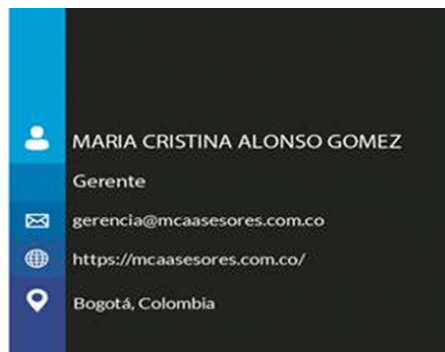 MARIA CRISTINA ALONSO GOMEZ
Gerente
gerencia@mcaasesores.com.co
https://mcaasesores.com.co/
Bogotá, Colombia